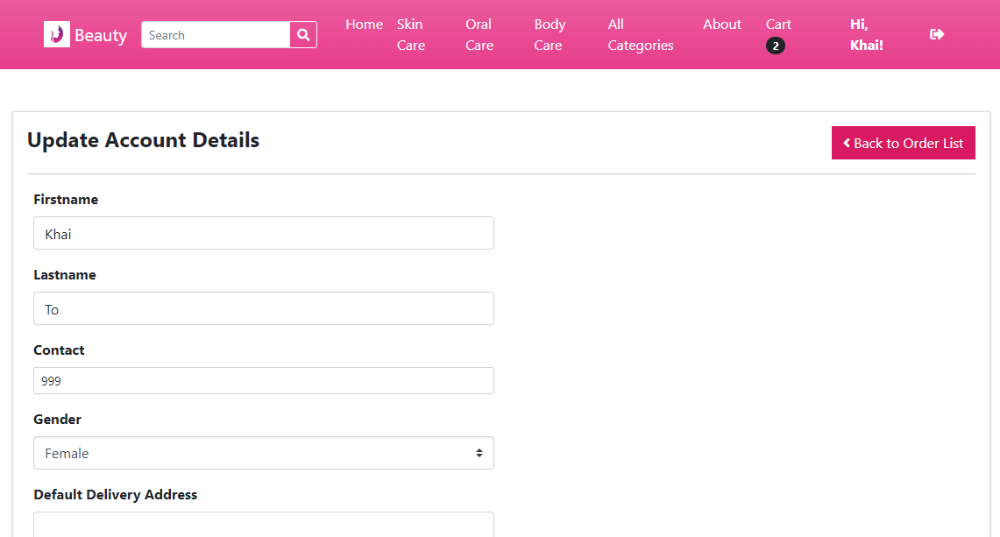 Beauty
Search
Home
Skin Care
Oral Care
Body Care
All Categories
About
Cart 2
Hi, Khai!
Update Account Details
Back to Order List
Firstname
Khai
Lastname
To
Contact
999
Gender
Female
Default Delivery Address